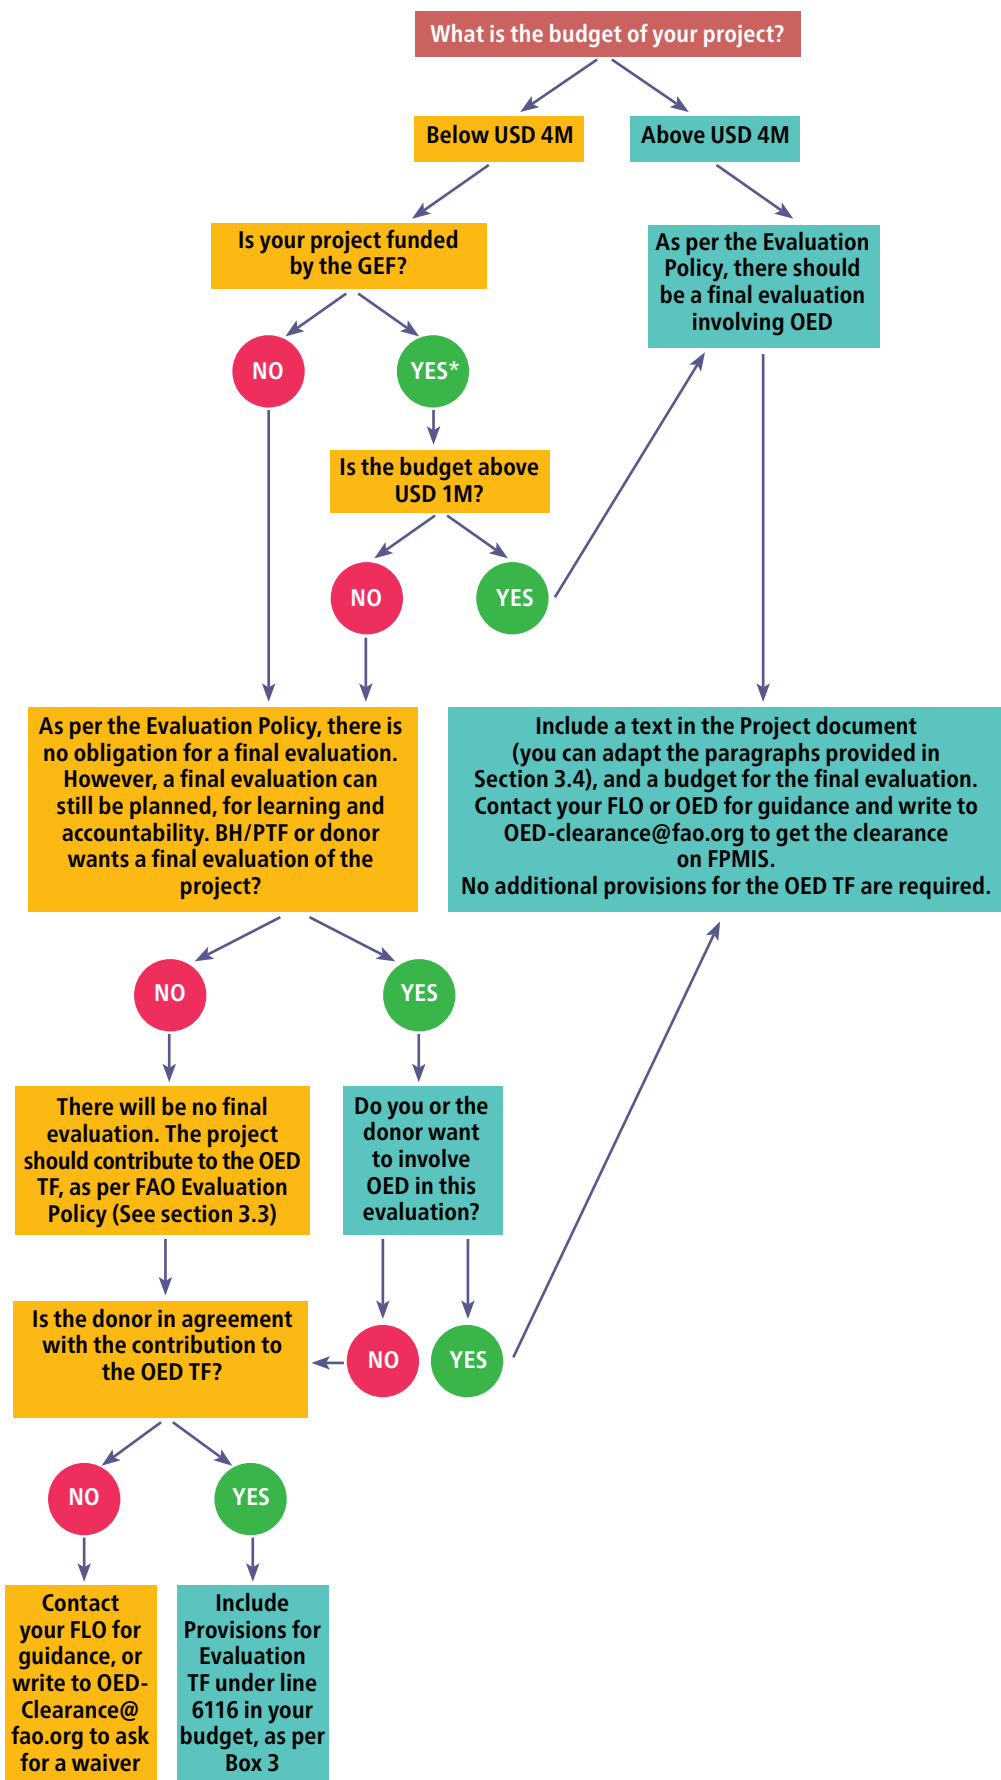 What is the budget of your project?
Below USD 4M
Above USD 4M
Is your project funded
by the GEF?
As per the Evaluation
Policy, there should
be a final evaluation
involving OED
NO
YES*
Is the budget above
USD 1M?
NO
YES
As per the Evaluation Policy, there is
no obligation for a final evaluation.
However, a final evaluation can
still be planned, for learning and
accountability. BH/PTF or donor
wants a final evaluation of the
project?
Include a text in the Project document
(you can adapt the paragraphs provided in
Section 3.4), and a budget for the final evaluation.
Contact your FLO or OED for guidance and write to
OED-clearance@fao.org to get the clearance
on FPMIS.
No additional provisions for the OED TF are required.
NO
YES
There will be no final
evaluation. The project
should contribute to the OED
TF, as per FAO Evaluation
Policy (See section 3.3)
Do you or the
donor want
to involve
OED in this
evaluation?
Is the donor in agreement
with the contribution to
the OED TF?
NO
YES
NO
YES
Contact
your FLO for
guidance, or
write to OED-
Clearance@
fao.org to ask
for a waiver
Include
Provisions for
Evaluation
TF under line
6116 in your
budget, as per
Box 3